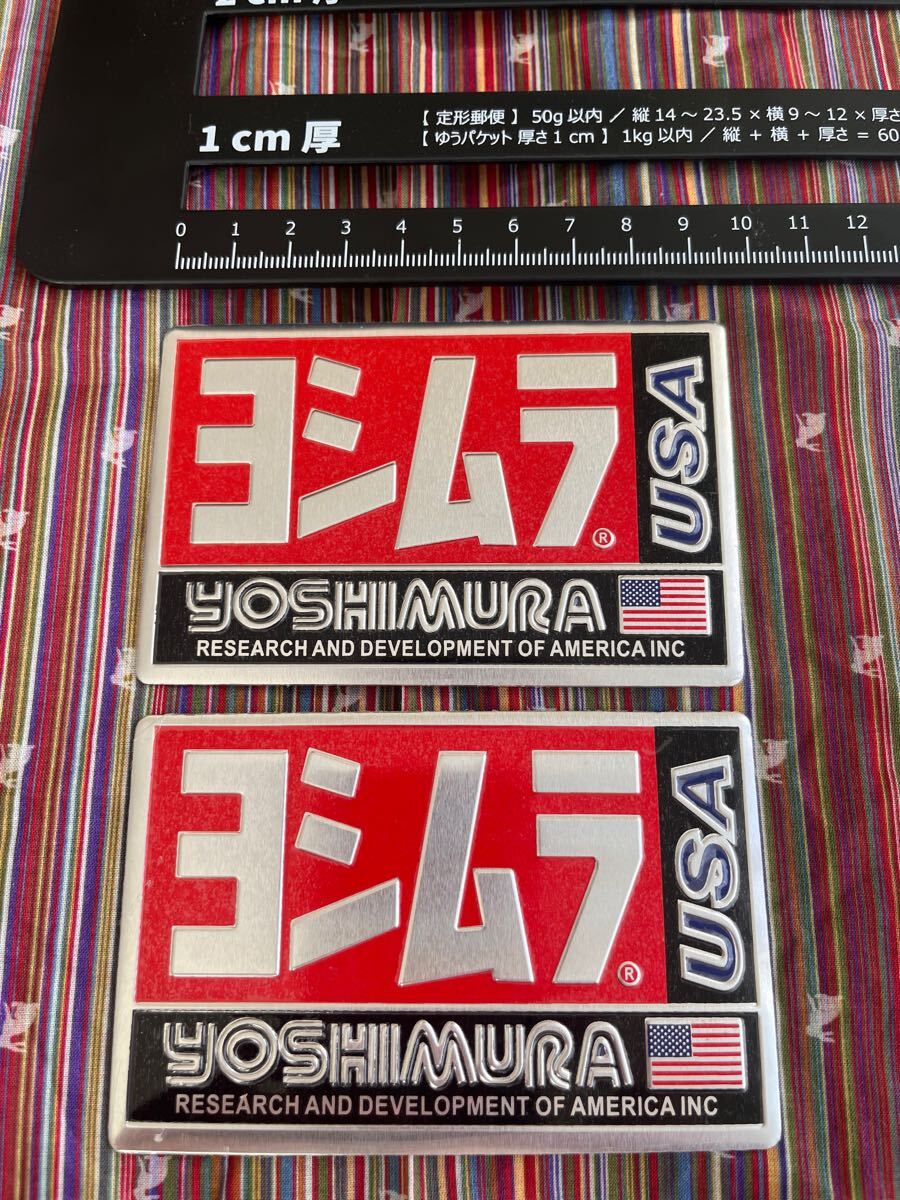 1 cm 厚
【 定形郵便 】 50g 以内 ／ 縦 14 ～ 23.5 × 横 9 ～ 12 × 厚さ
【 ゆうパケット 厚さ 1 cm 】 1kg 以内 ／ 縦 ＋ 横 ＋ 厚さ ＝ 60
0 1 2 3 4 5 6 7 8 9 10 11 12
ヨシムラ ®
USA
YOSHIMURA
RESEARCH AND DEVELOPMENT OF AMERICA INC
ヨシムラ ®
USA
YOSHIMURA
RESEARCH AND DEVELOPMENT OF AMERICA INC